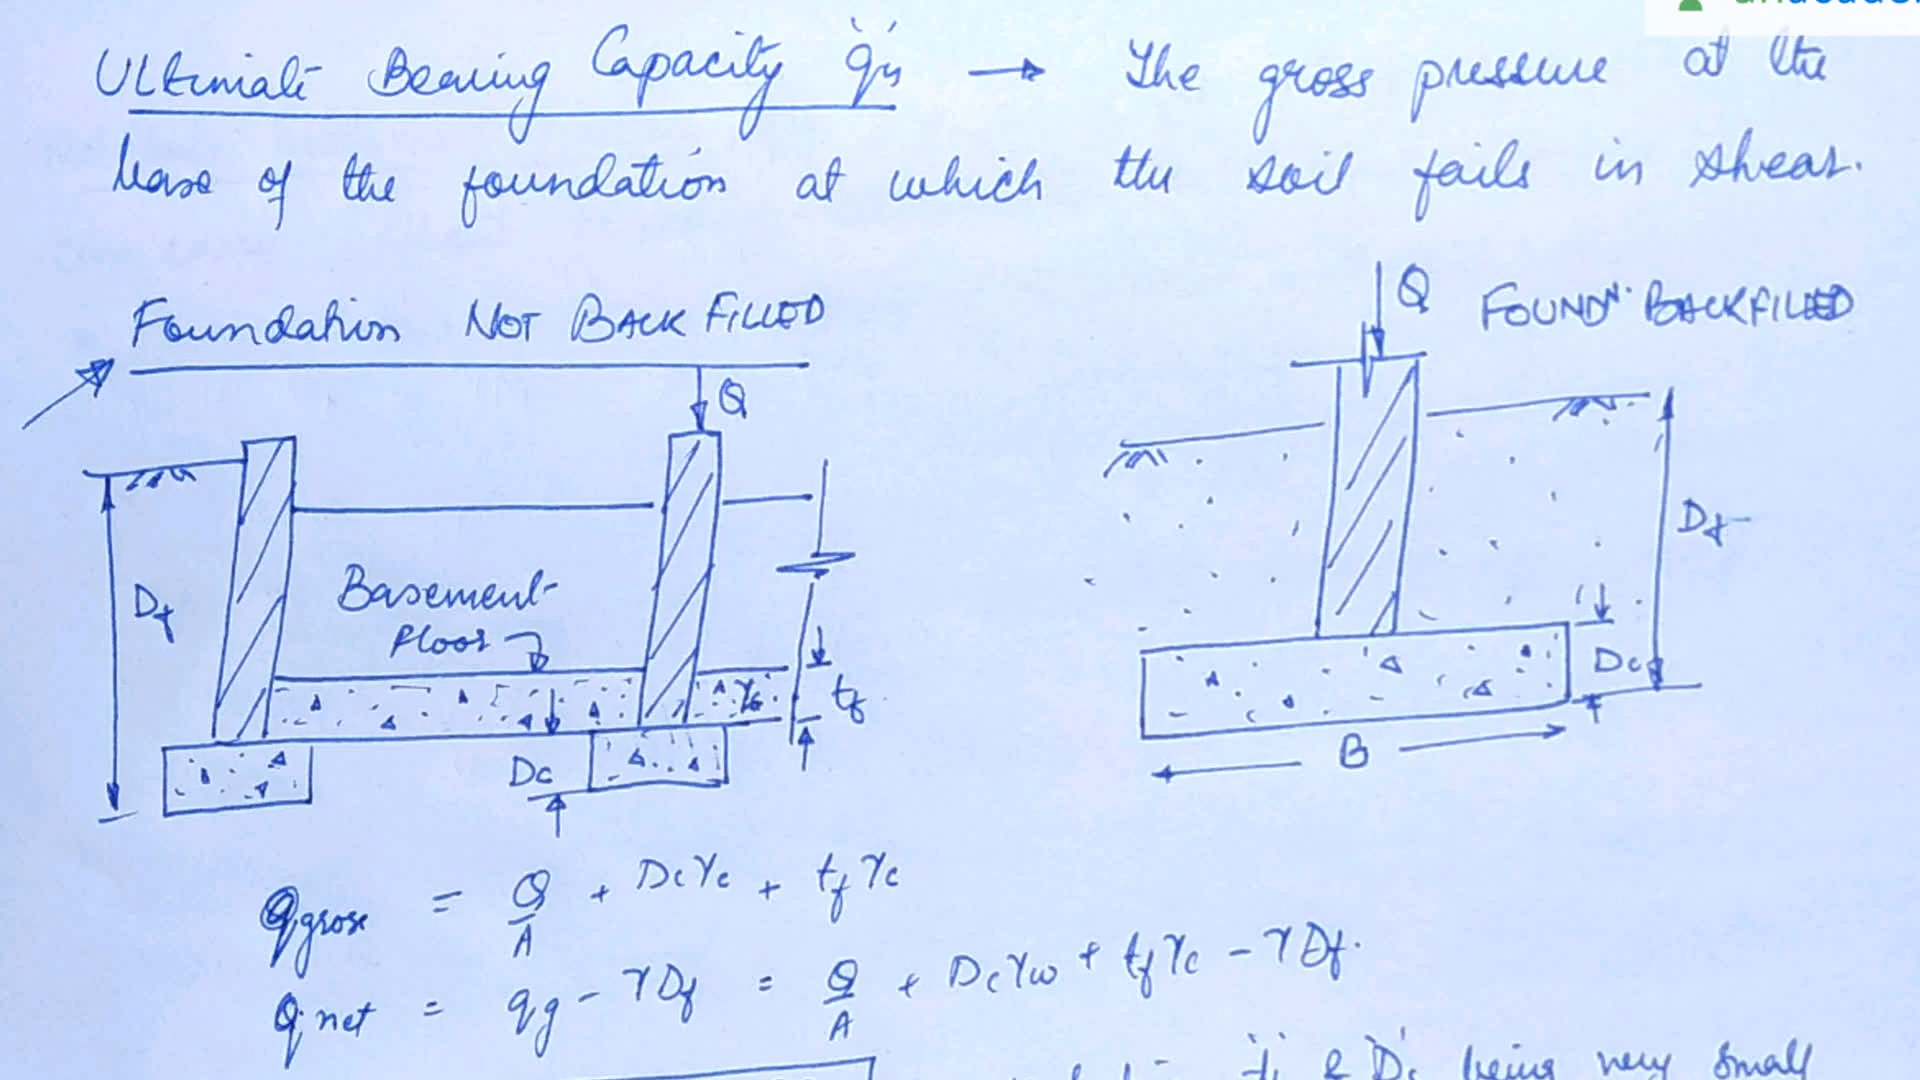 Ultimate Bearing Capacity 'qu' → The gross pressure at the
base of the foundation at which the soil fails in shear.
Foundation NOT BACK FILLED
Q FOUNDN. BACKFILLED
Q
Df
Basement
Floor
γc
tf
Dc
Df
Dc
B
qgross = Q/A + Dcγc + tfγc
qnet = qg - γDf = Q/A + Dcγw + tfγc - γDf.
tf & Dc being very small